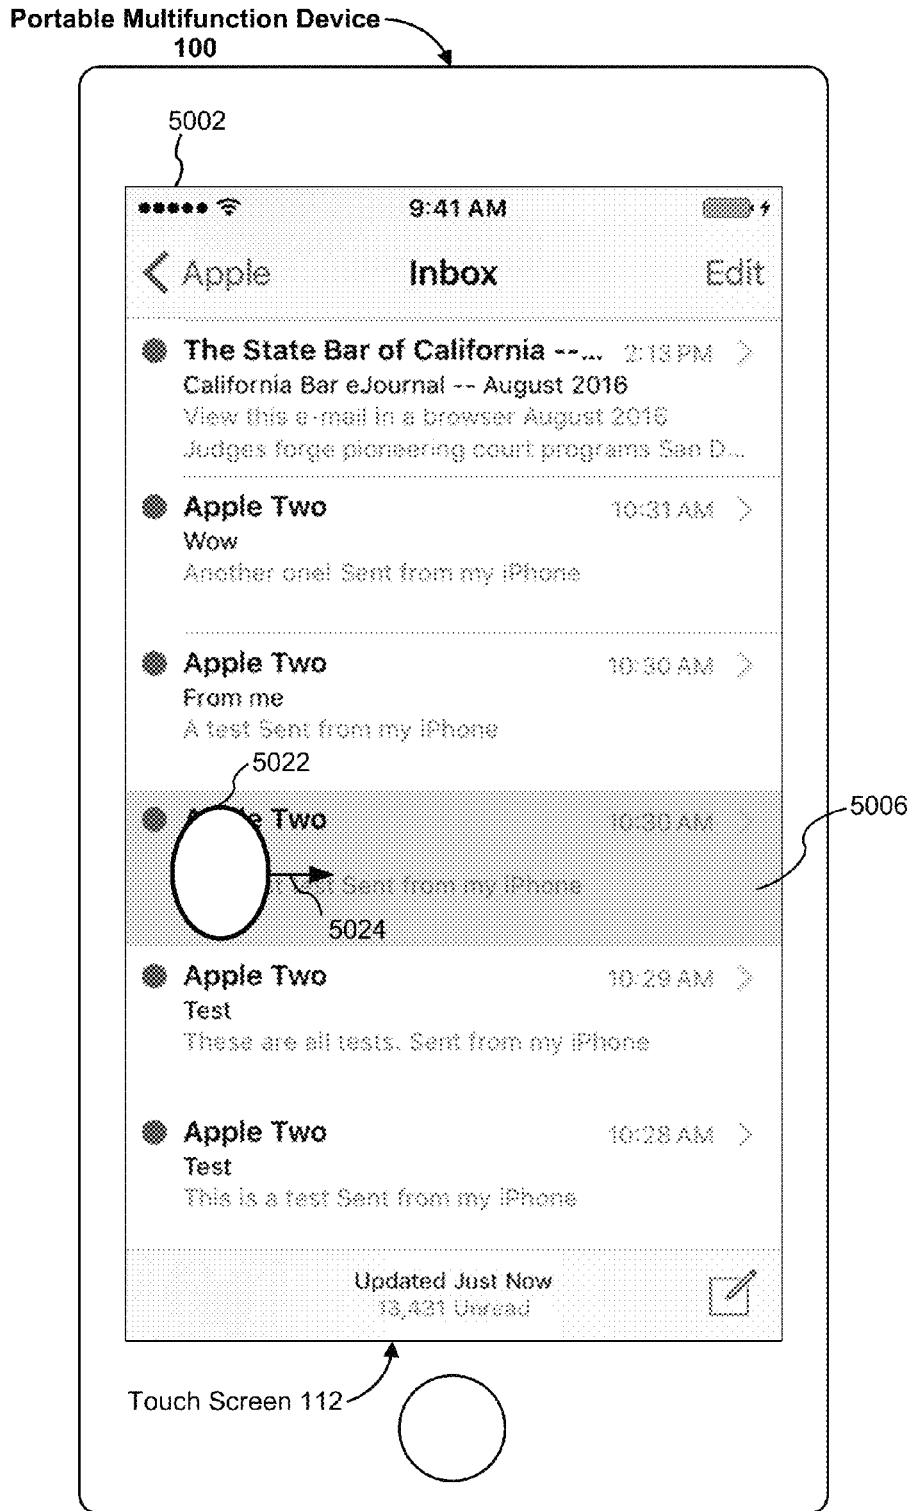 Portable Multifunction Device
100
5002
9:41 AM
Apple Inbox Edit
The State Bar of California --... 2:13 PM
California Bar eJournal -- August 2016
View this e-mail in a browser August 2016
Judges forge pioneering court programs San D...
Apple Two 10:31 AM
Wow
Another one! Sent from my iPhone
Apple Two 10:30 AM
From me
A test Sent from my iPhone
5022
5006
Two 10:30 AM
Sent from my iPhone
5024
Apple Two 10:29 AM
Test
These are all tests. Sent from my iPhone
Apple Two 10:28 AM
Test
This is a test Sent from my iPhone
Updated Just Now
13,431 Unread
Touch Screen 112